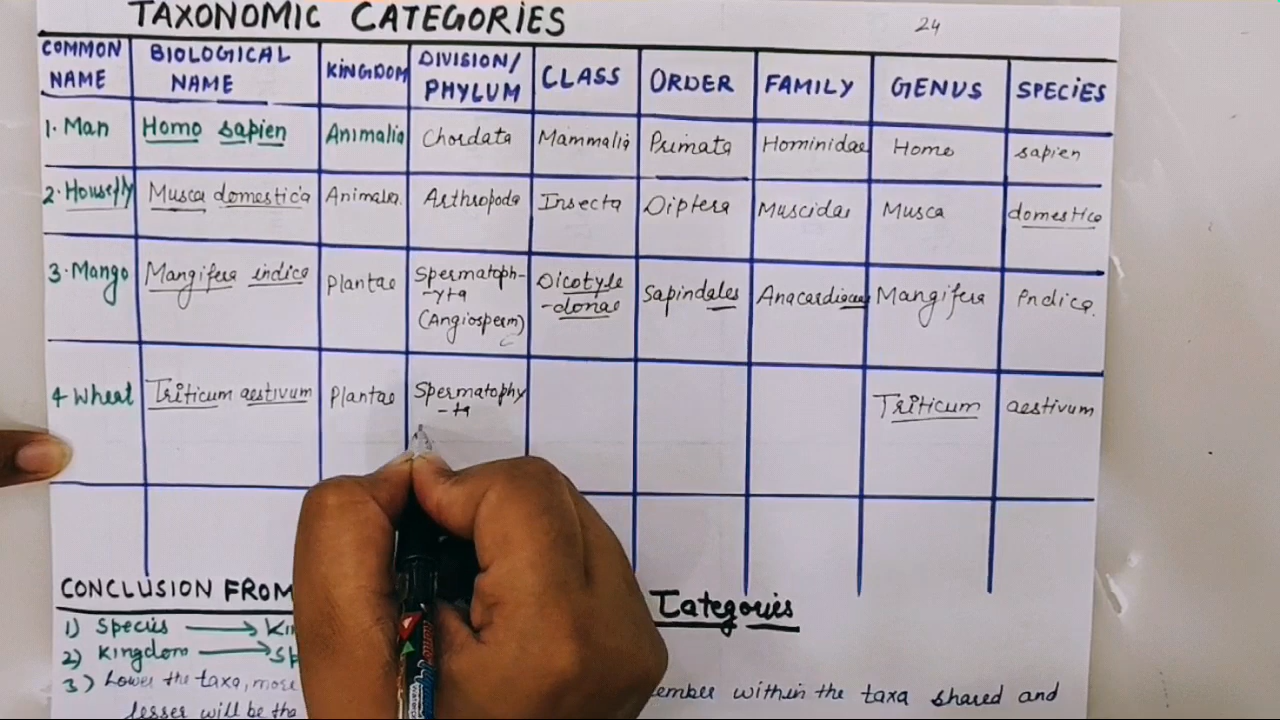 TAXONOMIC CATEGORIES
24
COMMON NAME BIOLOGICAL NAME KINGDOM DIVISION/ PHYLUM CLASS ORDER FAMILY GENUS SPECIES
1. Man Homo sapien Animalia Chordata Mammalia Primata Hominidae Homo sapien
2. Housefly Musca domestica Animalia Arthropoda Insecta Diptera Muscidae Musca domestica
3. Mango Mangifera indica Plantae Spermatoph- -yta (Angiosperm) Dicotyle -donae Sapindales Anacardiaceae Mangifera Indica.
4 Wheat Triticum aestivum Plantae Spermatophy -ta Triticum aestivum
CONCLUSION FROM Categories
1) Species
2) Kingdom
3) Lower the taxa, more within the taxa shared and
lesser will be the